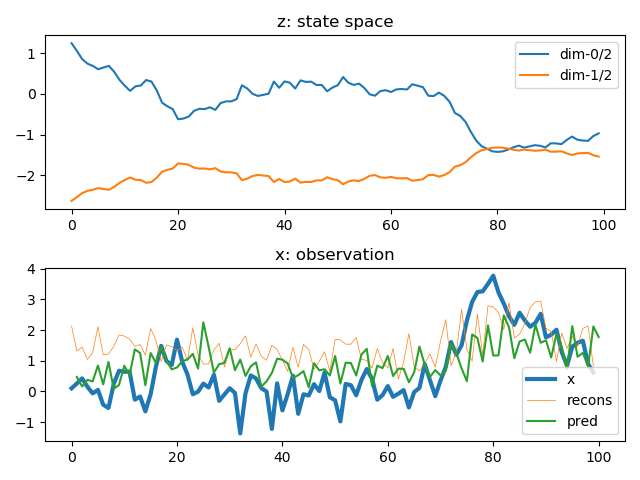 z: state space
1
0
−1
−2
dim-0/2
dim-1/2
0 20 40 60 80 100
x: observation
4
3
2
1
0
−1
x
recons
pred
0 20 40 60 80 100